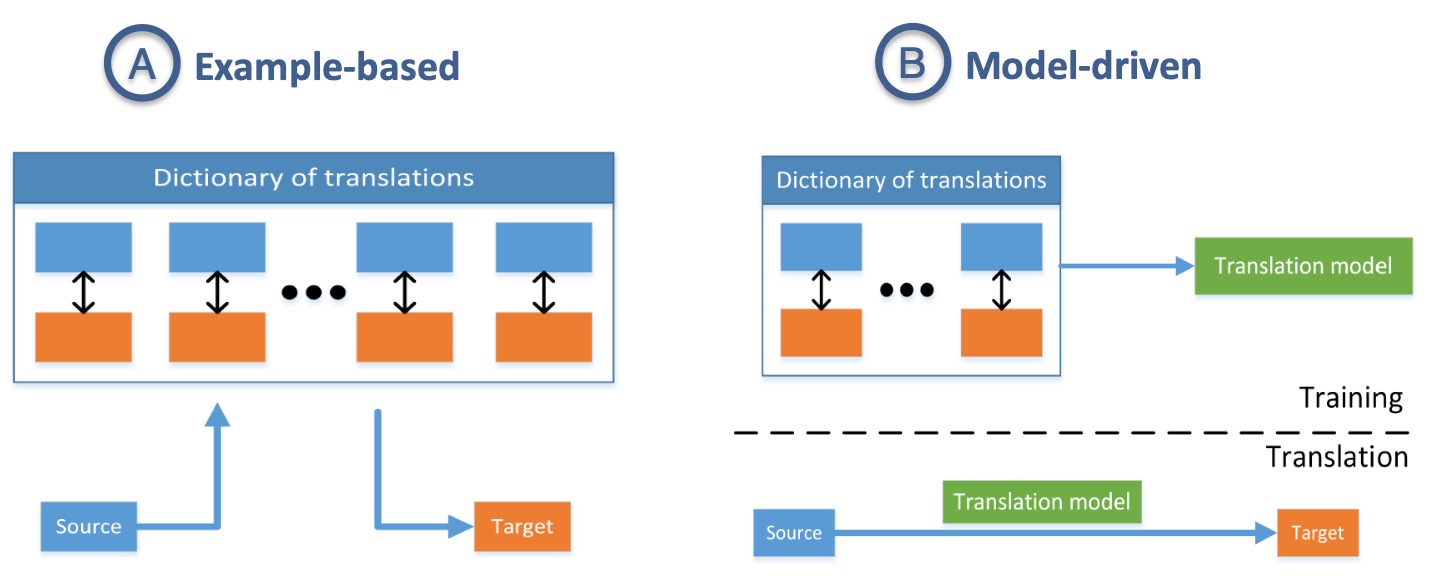 A Example-based
Dictionary of translations
Source
Target
B Model-driven
Dictionary of translations
Translation model
Training
Translation
Translation model
Source
Target